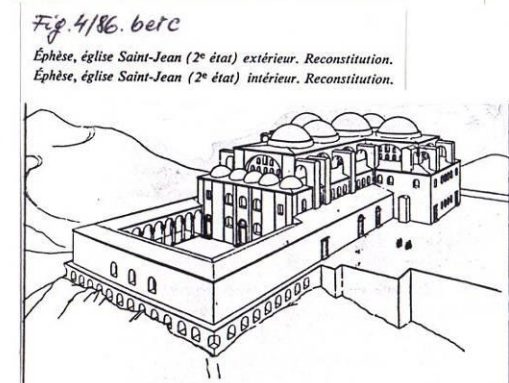 Fig. 4/86. berc
Éphèse, église Saint-Jean (2e état) extérieur. Reconstitution.
Éphèse, église Saint-Jean (2e état) intérieur. Reconstitution.